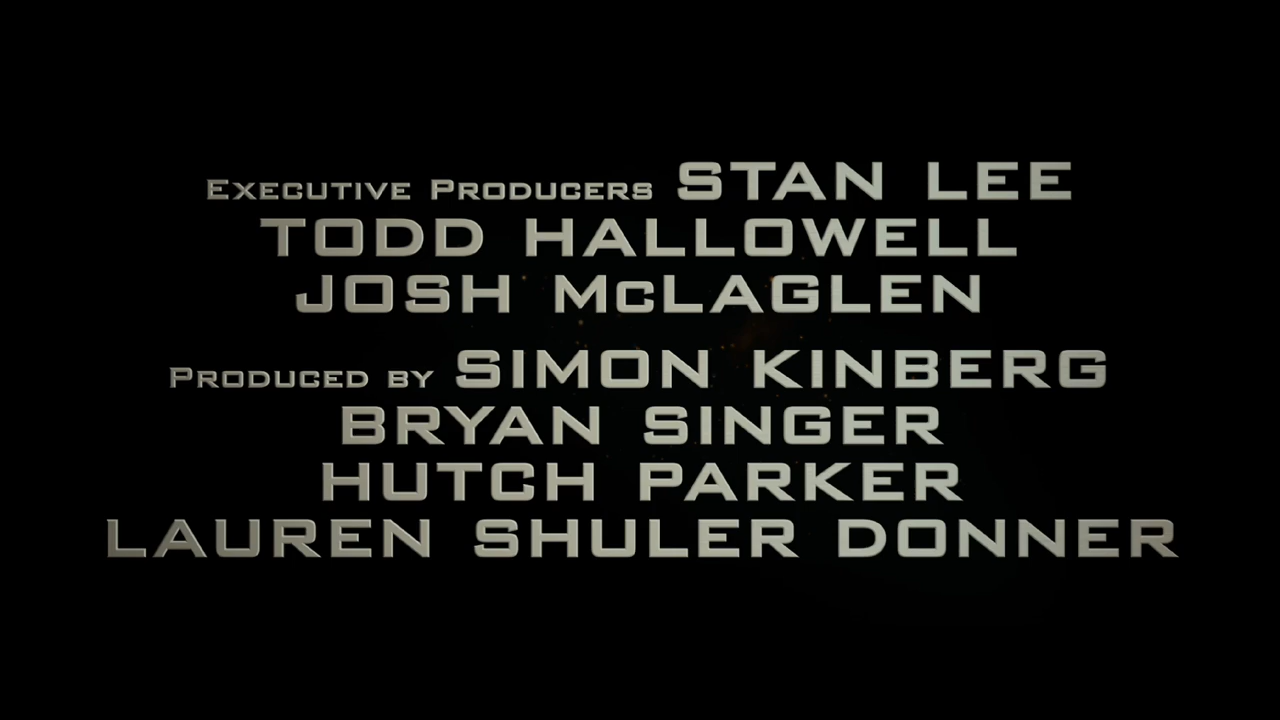 Executive Producers STAN LEE
TODD HALLOWELL
JOSH McLAGLEN
Produced by SIMON KINBERG
BRYAN SINGER
HUTCH PARKER
LAUREN SHULER DONNER